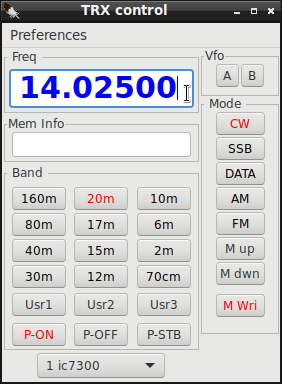 TRX control
Preferences
Freq
14.02500
Vfo
A B
Mem Info
Mode
CW
SSB
DATA
AM
FM
M up
M dwn
M Wri
Band
160m 20m 10m
80m 17m 6m
40m 15m 2m
30m 12m 70cm
Usr1 Usr2 Usr3
P-ON P-OFF P-STB
1 ic7300